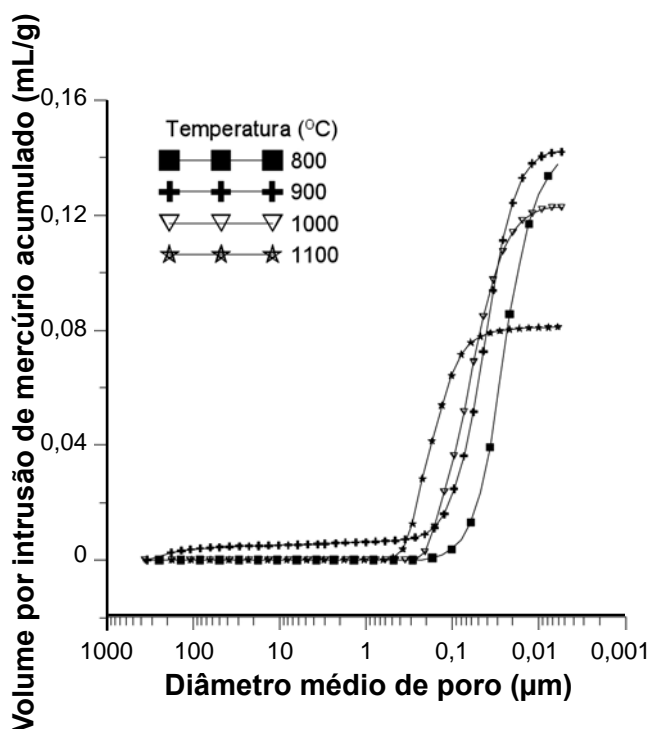 Volume por intrusão de mercúrio acumulado (mL/g)
0,16
0,12
0,08
0,04
0
Temperatura (ºC)
800
900
1000
1100
1000 100 10 1 0,1 0,01 0,001
Diâmetro médio de poro (µm)